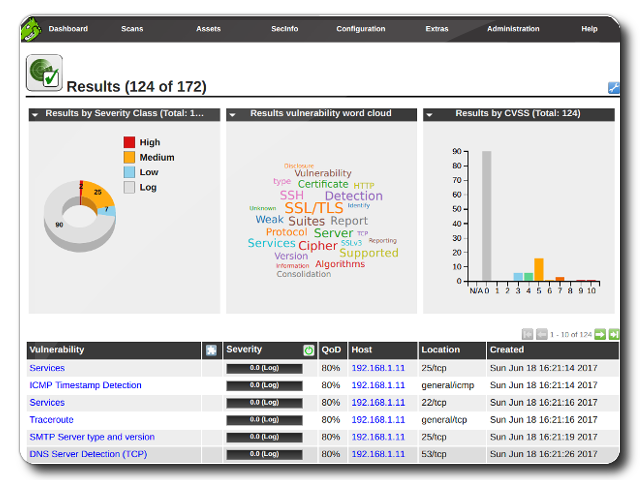 Dashboard Scans Assets SecInfo Configuration Extras Administration Help
Results (124 of 172)
Results by Severity Class (Total: 1...
2
25
7
90
High
Medium
Low
Log
Results vulnerability word cloud
Disclosure
Vulnerability
type Certificate HTTP
SSH Detection
Unknown SSL/TLS Identify
Weak Suites Report
Protocol Server TCP
Services Cipher SSLv3 Reporting
Version Supported
Information Algorithms
Consolidation
Results by CVSS (Total: 124)
90
80
70
60
50
40
30
20
10
0
N/A 0 1 2 3 4 5 6 7 8 9 10
1 - 10 of 124
Vulnerability Severity QoD Host Location Created
Services 0.0 (Log) 80% 192.168.1.11 25/tcp Sun Jun 18 16:21:14 2017
ICMP Timestamp Detection 0.0 (Log) 80% 192.168.1.11 general/icmp Sun Jun 18 16:21:14 2017
Services 0.0 (Log) 80% 192.168.1.11 22/tcp Sun Jun 18 16:21:16 2017
Traceroute 0.0 (Log) 80% 192.168.1.11 general/tcp Sun Jun 18 16:21:16 2017
SMTP Server type and version 0.0 (Log) 80% 192.168.1.11 25/tcp Sun Jun 18 16:21:19 2017
DNS Server Detection (TCP) 0.0 (Log) 80% 192.168.1.11 53/tcp Sun Jun 18 16:21:26 2017